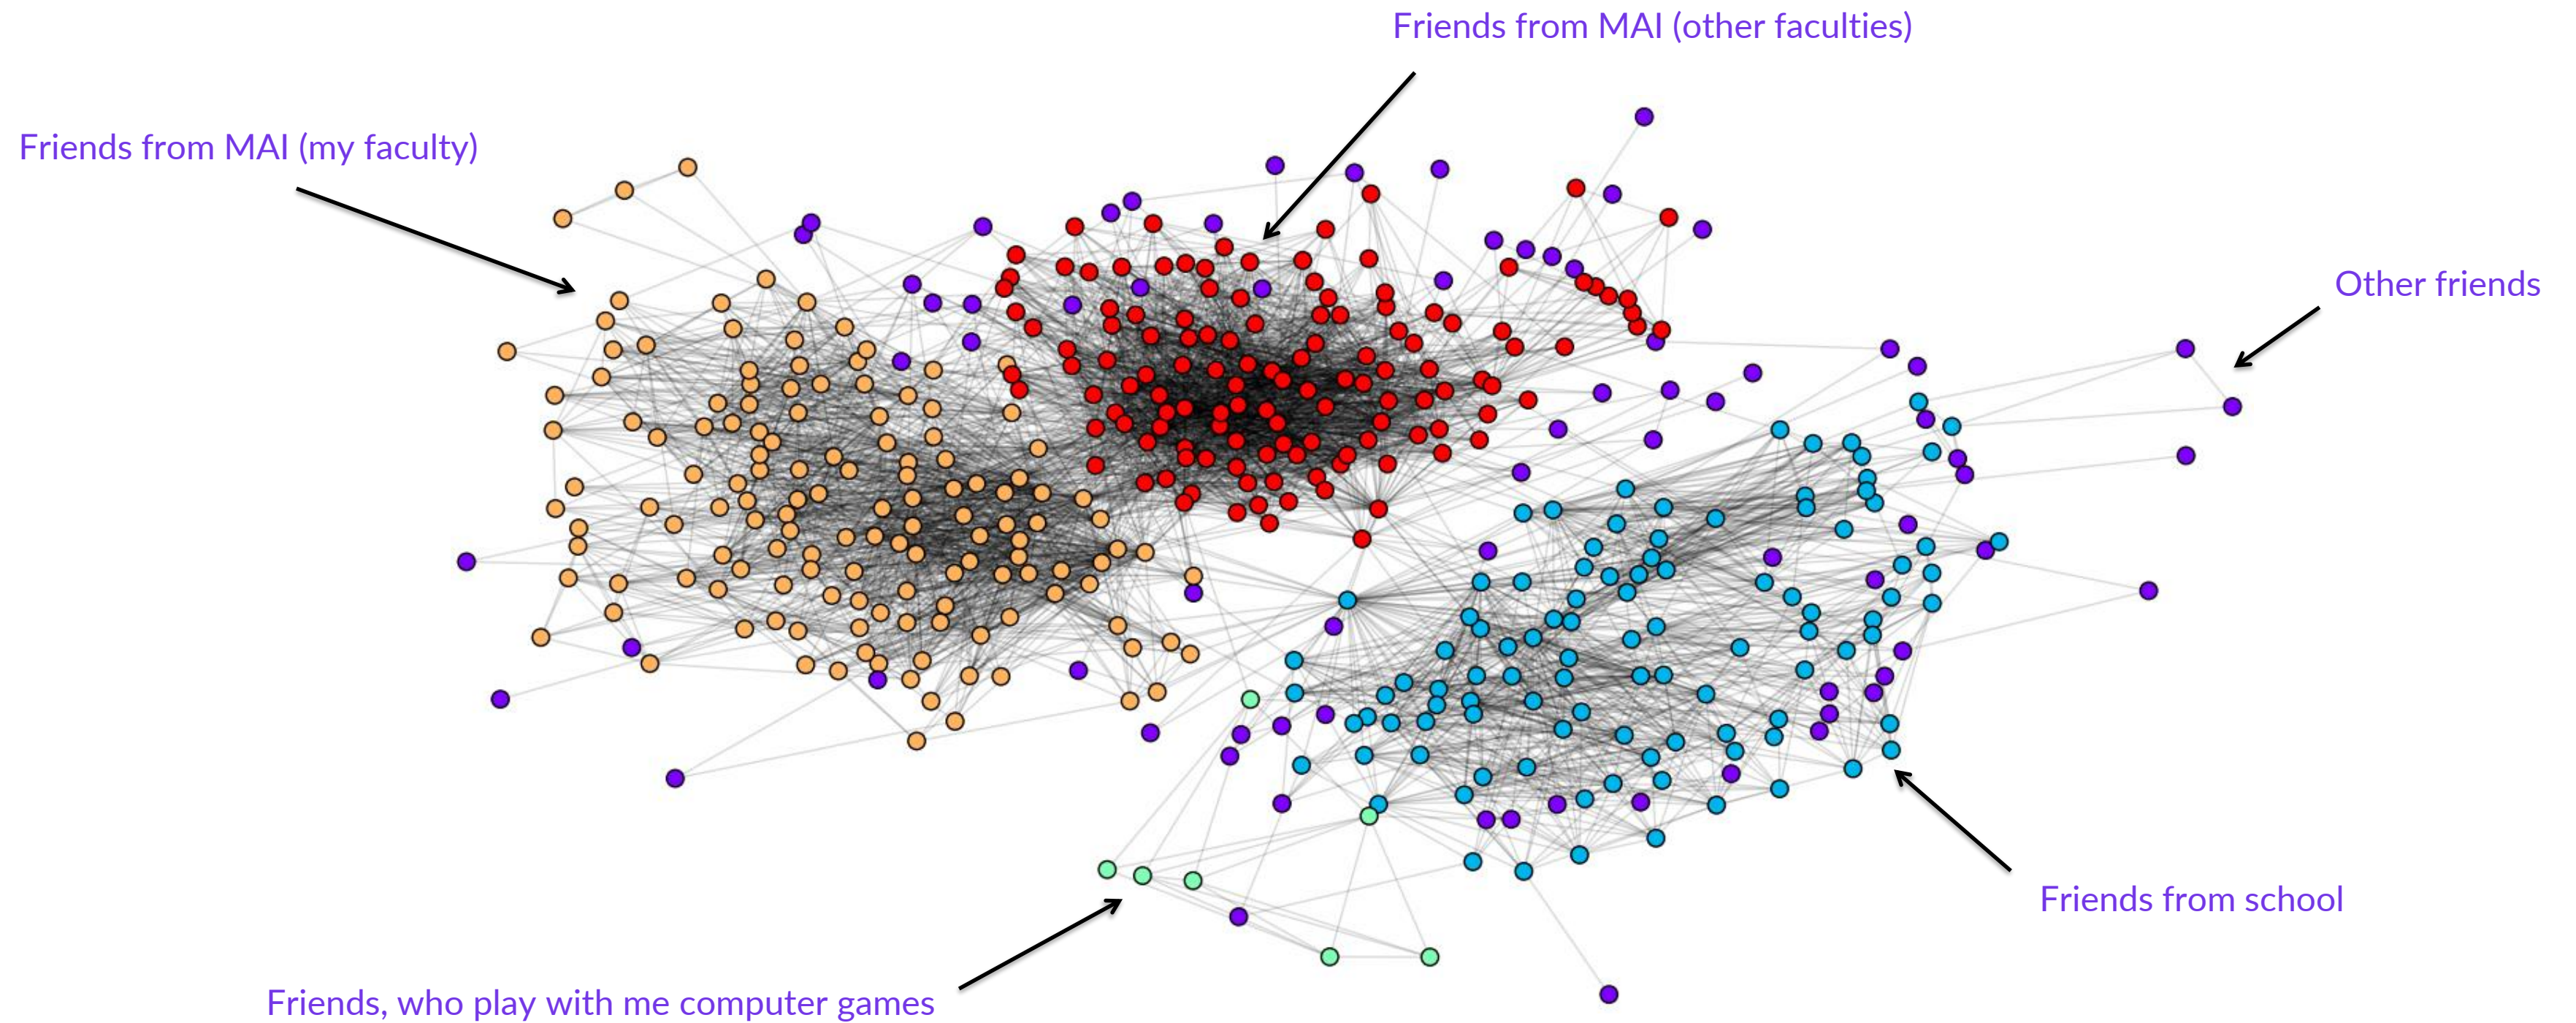 Friends from MAI (other faculties)
Friends from MAI (my faculty)
Other friends
Friends from school
Friends, who play with me computer games